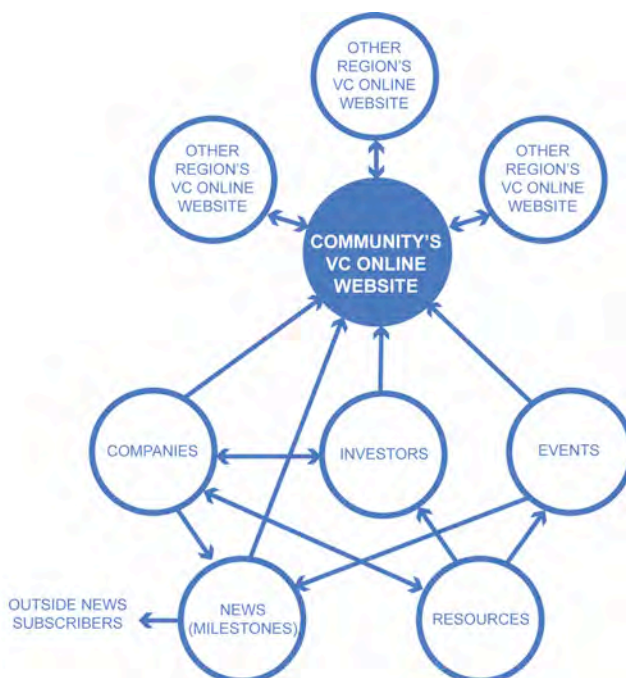 OTHER
REGION'S
VC ONLINE
WEBSITE
OTHER
REGION'S
VC ONLINE
WEBSITE
OTHER
REGION'S
VC ONLINE
WEBSITE
COMMUNITY'S
VC ONLINE
WEBSITE
COMPANIES
INVESTORS
EVENTS
OUTSIDE NEWS
SUBSCRIBERS
NEWS
(MILESTONES)
RESOURCES